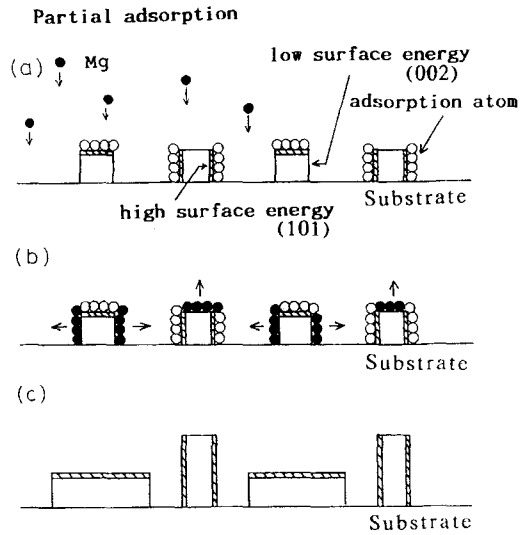 Partial adsorption
(a)
Mg
low surface energy
(002)
adsorption atom
high surface energy
(101)
Substrate
(b)
Substrate
(c)
Substrate